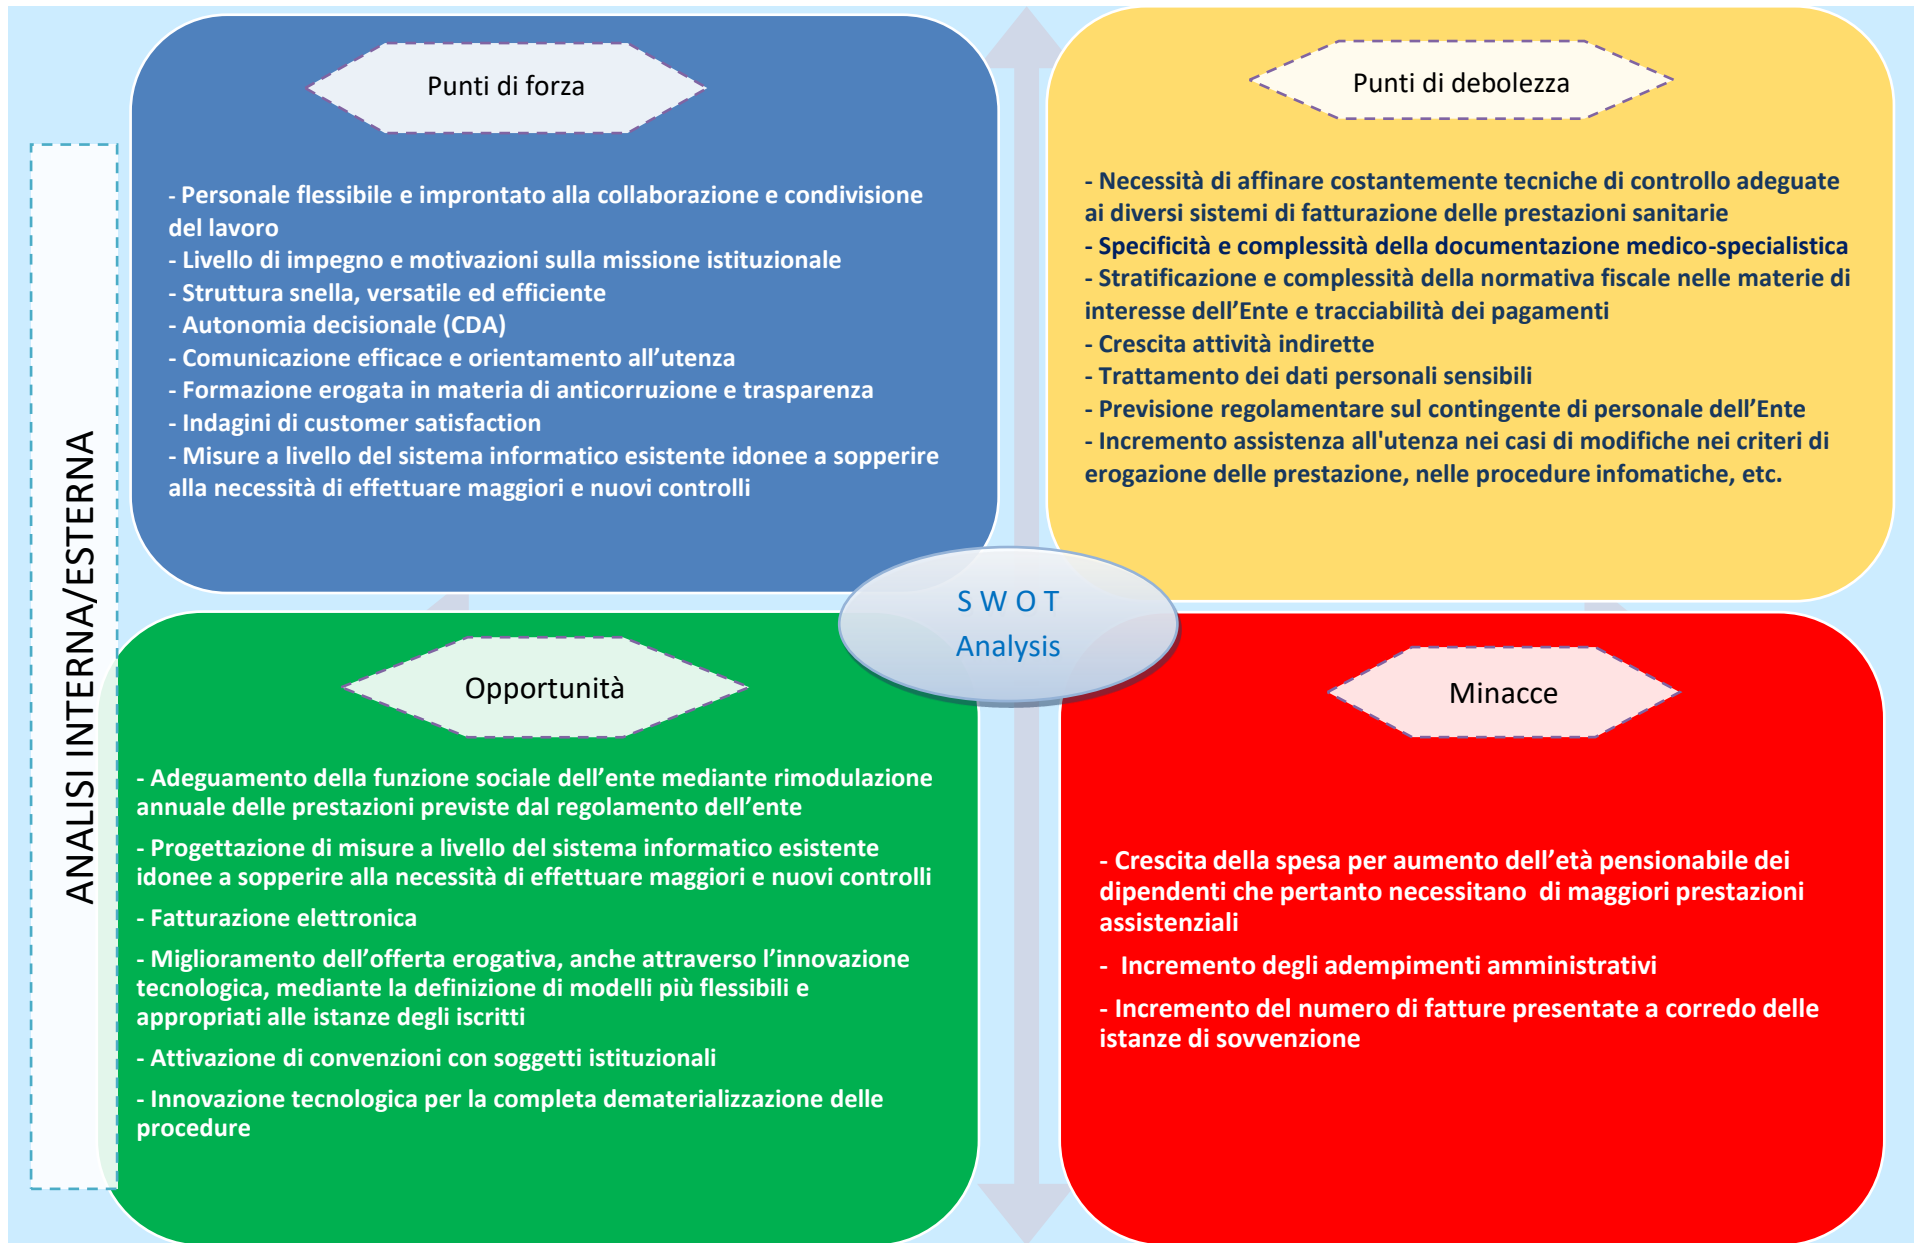 ANALISI INTERNA/ESTERNA
Punti di forza
- Personale flessibile e improntato alla collaborazione e condivisione
del lavoro
- Livello di impegno e motivazioni sulla missione istituzionale
- Struttura snella, versatile ed efficiente
- Autonomia decisionale (CDA)
- Comunicazione efficace e orientamento all’utenza
- Formazione erogata in materia di anticorruzione e trasparenza
- Indagini di customer satisfaction
- Misure a livello del sistema informatico esistente idonee a sopperire
alla necessità di effettuare maggiori e nuovi controlli
Punti di debolezza
- Necessità di affinare costantemente tecniche di controllo adeguate
ai diversi sistemi di fatturazione delle prestazioni sanitarie
- Specificità e complessità della documentazione medico-specialistica
- Stratificazione e complessità della normativa fiscale nelle materie di
interesse dell’Ente e tracciabilità dei pagamenti
- Crescita attività indirette
- Trattamento dei dati personali sensibili
- Previsione regolamentare sul contingente di personale dell’Ente
- Incremento assistenza all'utenza nei casi di modifiche nei criteri di
erogazione delle prestazione, nelle procedure infomatiche, etc.
S W O T
Analysis
Opportunità
- Adeguamento della funzione sociale dell’ente mediante rimodulazione
annuale delle prestazioni previste dal regolamento dell’ente
- Progettazione di misure a livello del sistema informatico esistente
idonee a sopperire alla necessità di effettuare maggiori e nuovi controlli
- Fatturazione elettronica
- Miglioramento dell’offerta erogativa, anche attraverso l’innovazione
tecnologica, mediante la definizione di modelli più flessibili e
appropriati alle istanze degli iscritti
- Attivazione di convenzioni con soggetti istituzionali
- Innovazione tecnologica per la completa dematerializzazione delle
procedure
Minacce
- Crescita della spesa per aumento dell’età pensionabile dei
dipendenti che pertanto necessitano di maggiori prestazioni
assistenziali
- Incremento degli adempimenti amministrativi
- Incremento del numero di fatture presentate a corredo delle
istanze di sovvenzione